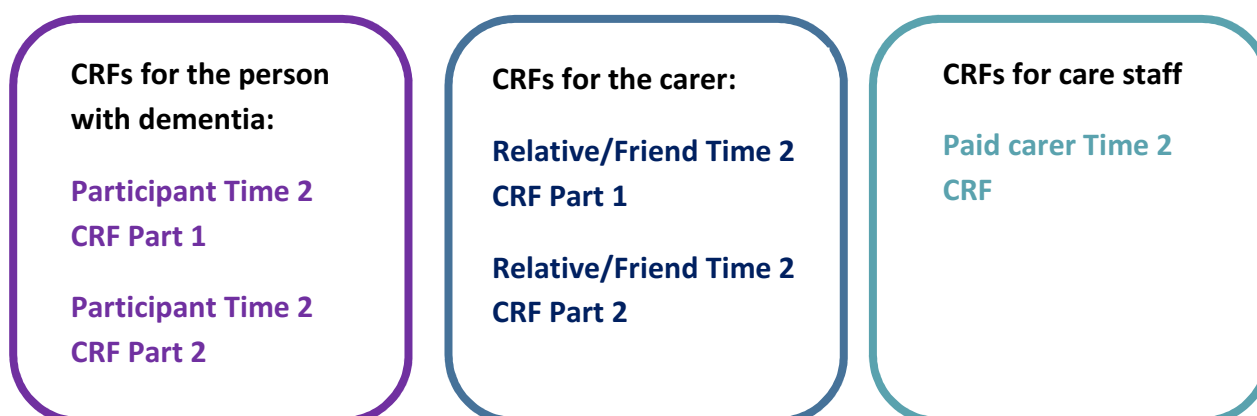 CRFs for the person
with dementia:
Participant Time 2
CRF Part 1
Participant Time 2
CRF Part 2
CRFs for the carer:
Relative/Friend Time 2
CRF Part 1
Relative/Friend Time 2
CRF Part 2
CRFs for care staff
Paid carer Time 2
CRF